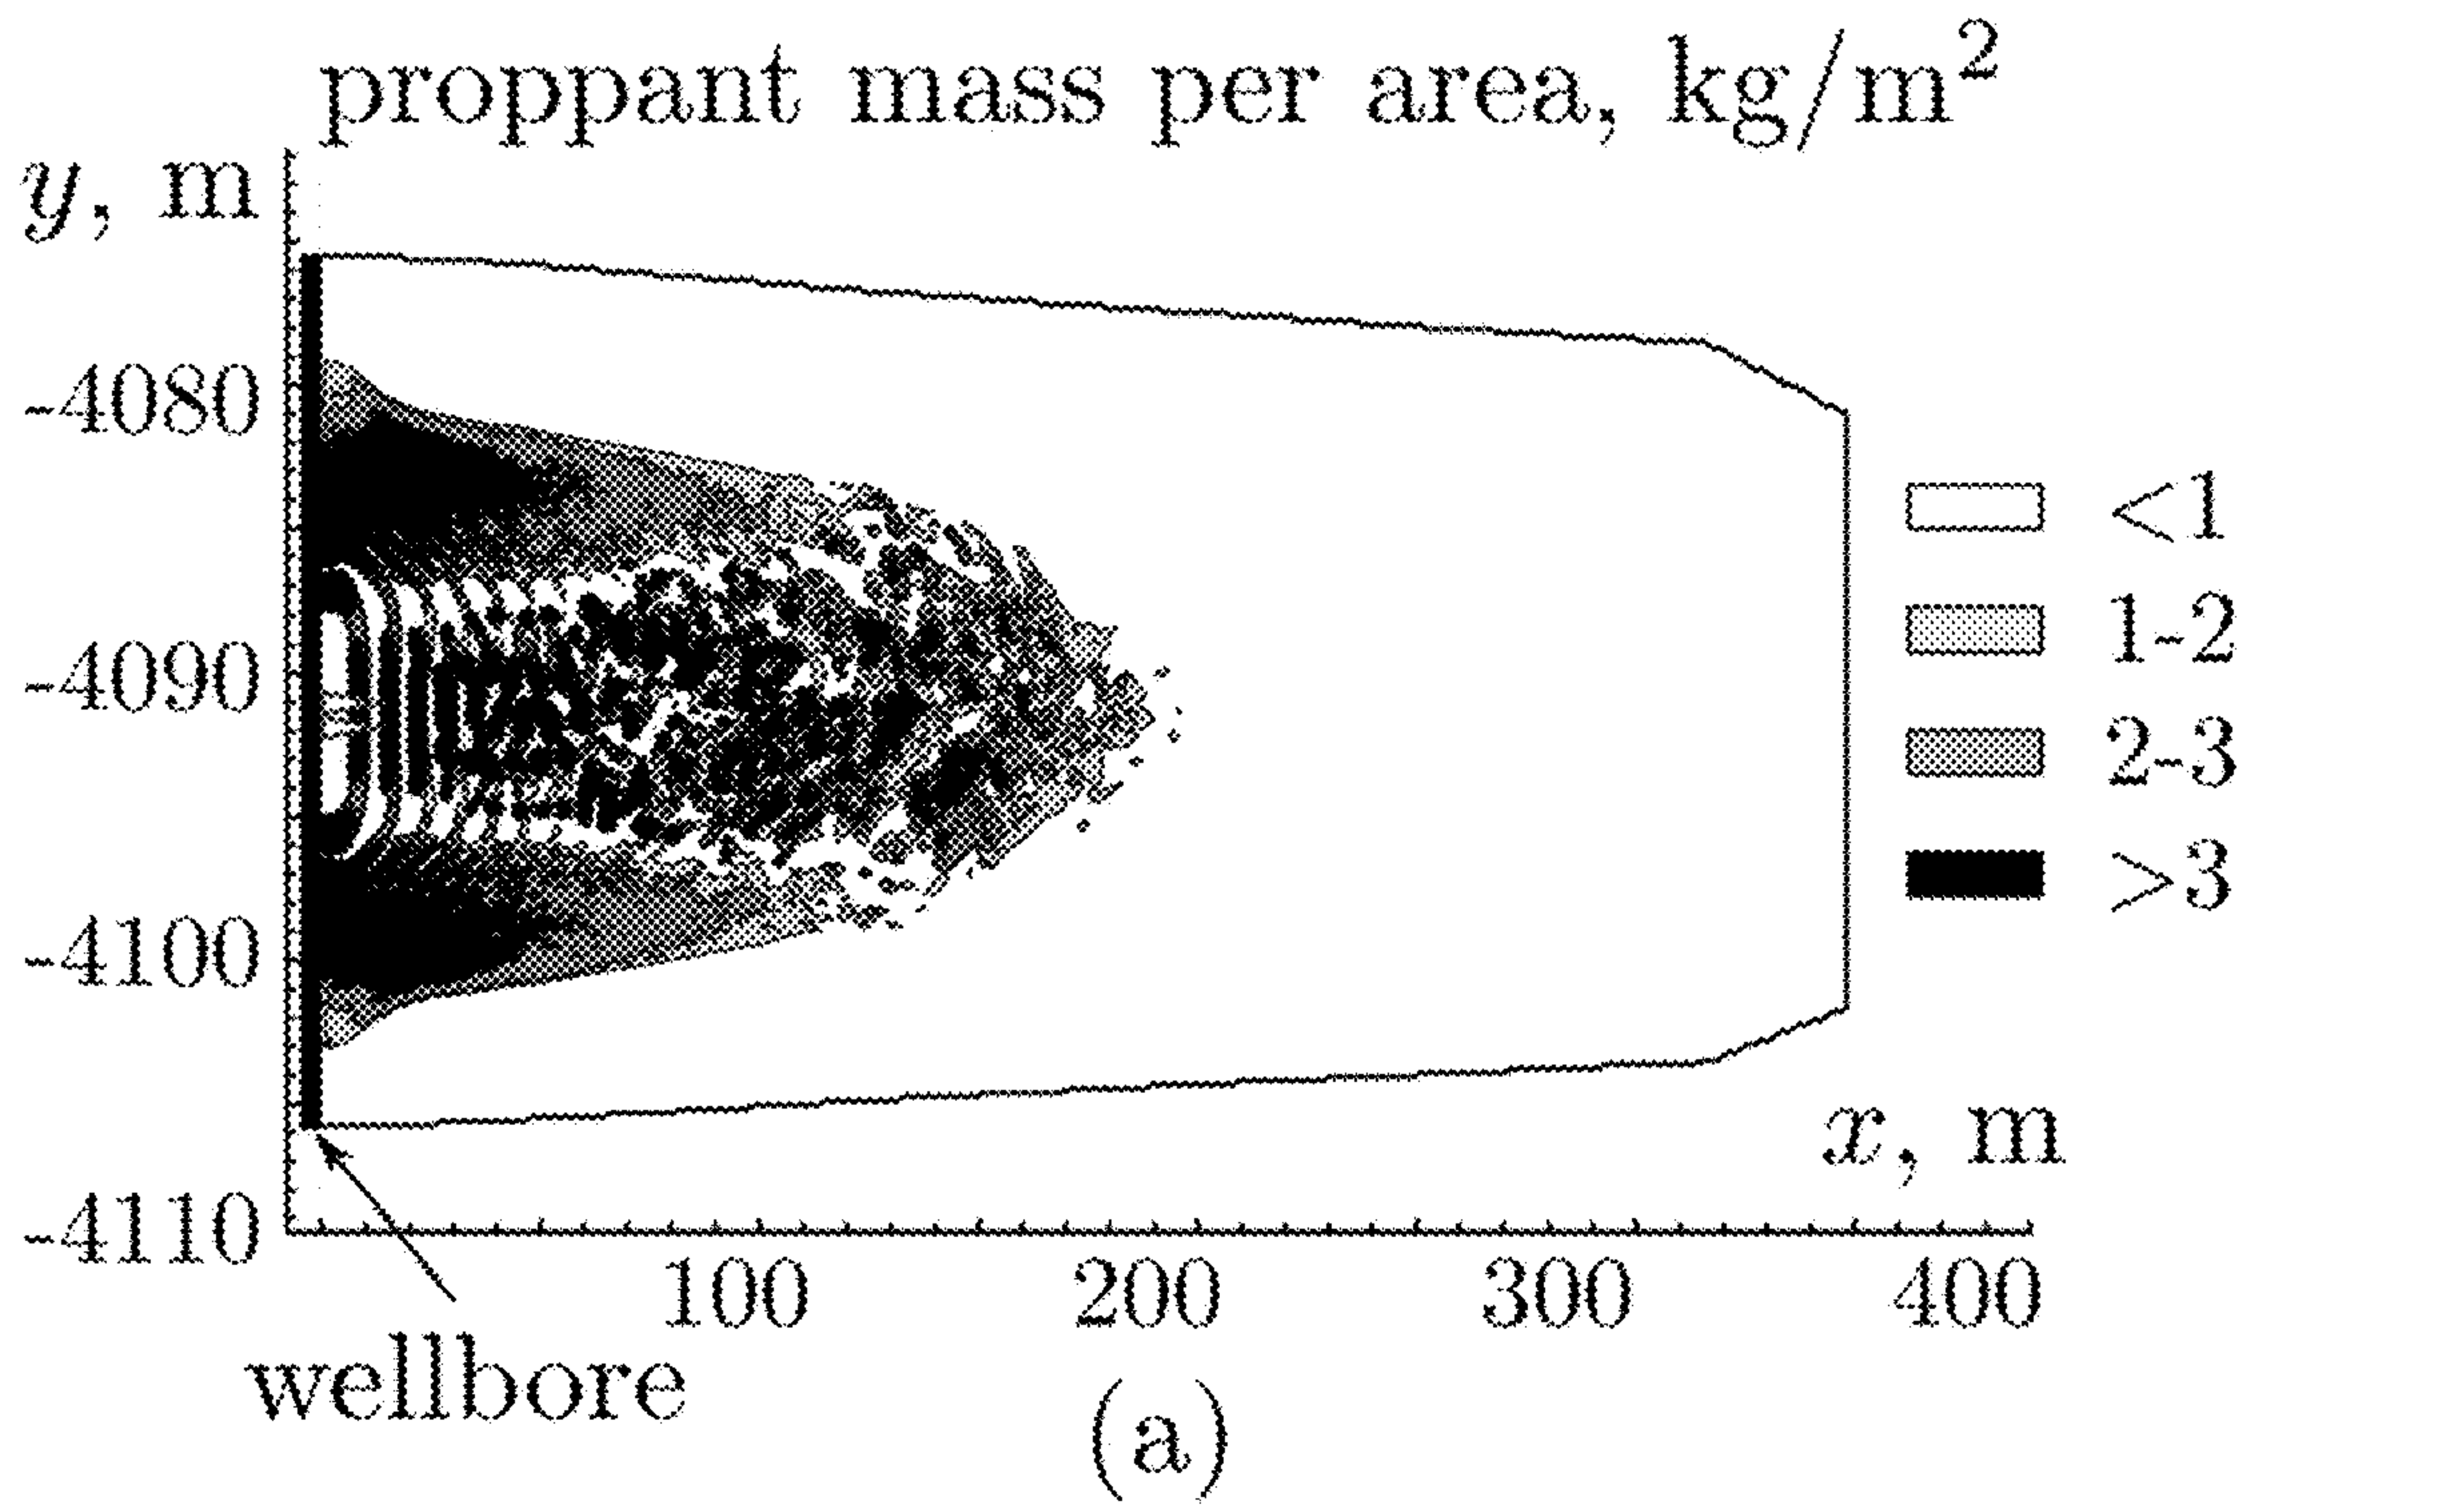 proppant mass per area, kg/m²
y, m
-4080
-4090
-4100
-4110
<1
1-2
2-3
>3
x, m
100 200 300 400
wellbore
(a)